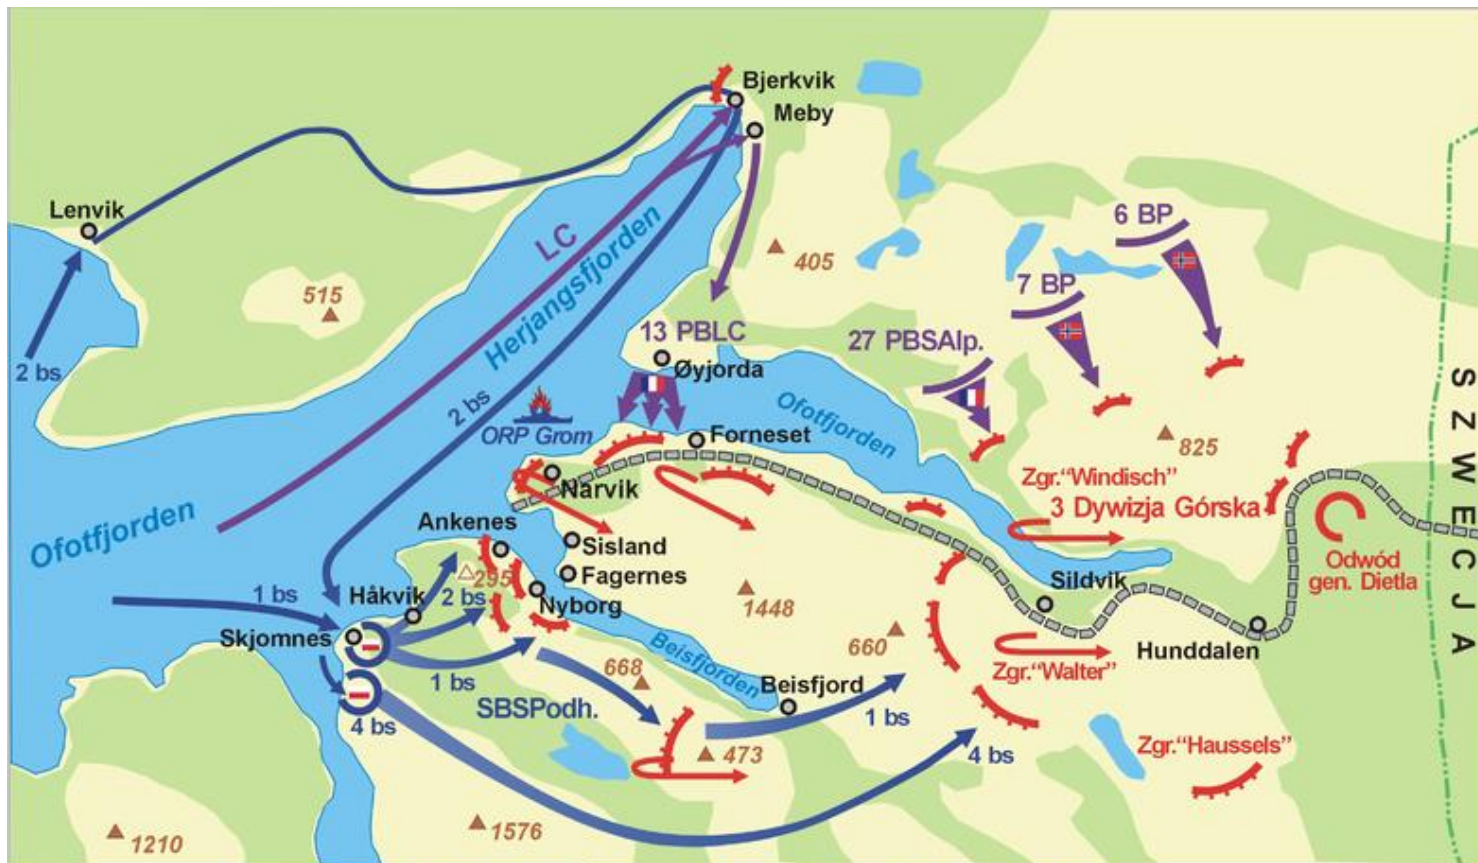 Bjerkvik
Meby
Lenvik
6 BP
LC
Herjangsfjorden
405
7 BP
515
13 PBLC
27 PBSAlp.
Øyjorda
2 bs
2 bs
ORP Grom
Ofotfjorden
Forneset
825
SZWECJA
Narvik
Zgr.“Windisch”
3 Dywizja Górska
Ofotfjorden
Ankenes
Sisland
Odwód
gen. Dietla
295
Fagernes
Sildvik
1 bs
Håkvik
2 bs
Nyborg
1448
Skjomnes
660
Hunddalen
Beisfjorden
Zgr.“Walter”
1 bs
668
Beisfjord
SBSPodh.
4 bs
1 bs
473
4 bs
Zgr.“Haussels”
1210
1576